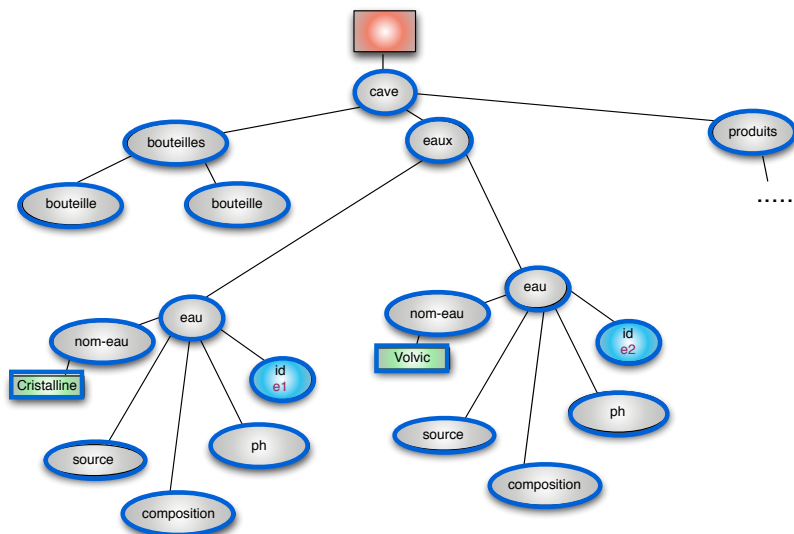 cave
bouteilles
eaux
produits
bouteille
bouteille
.....
eau
eau
nom-eau
nom-eau
id
e1
id
e2
Cristalline
Volvic
source
composition
ph
source
composition
ph